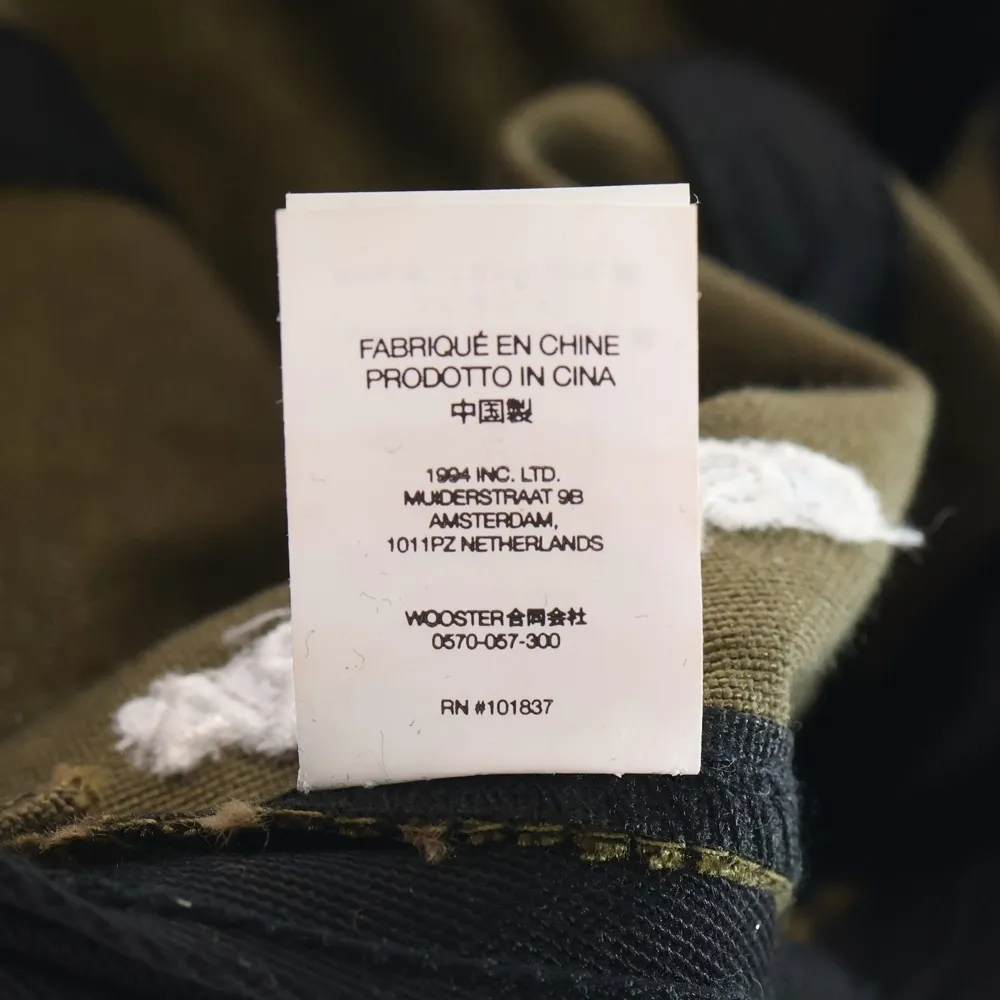 FABRIQUÉ EN CHINE
PRODOTTO IN CINA
中国製
1994 INC. LTD.
MUIDERSTRAAT 9B
AMSTERDAM,
1011PZ NETHERLANDS
WOOSTER合同会社
0570-057-300
RN #101837